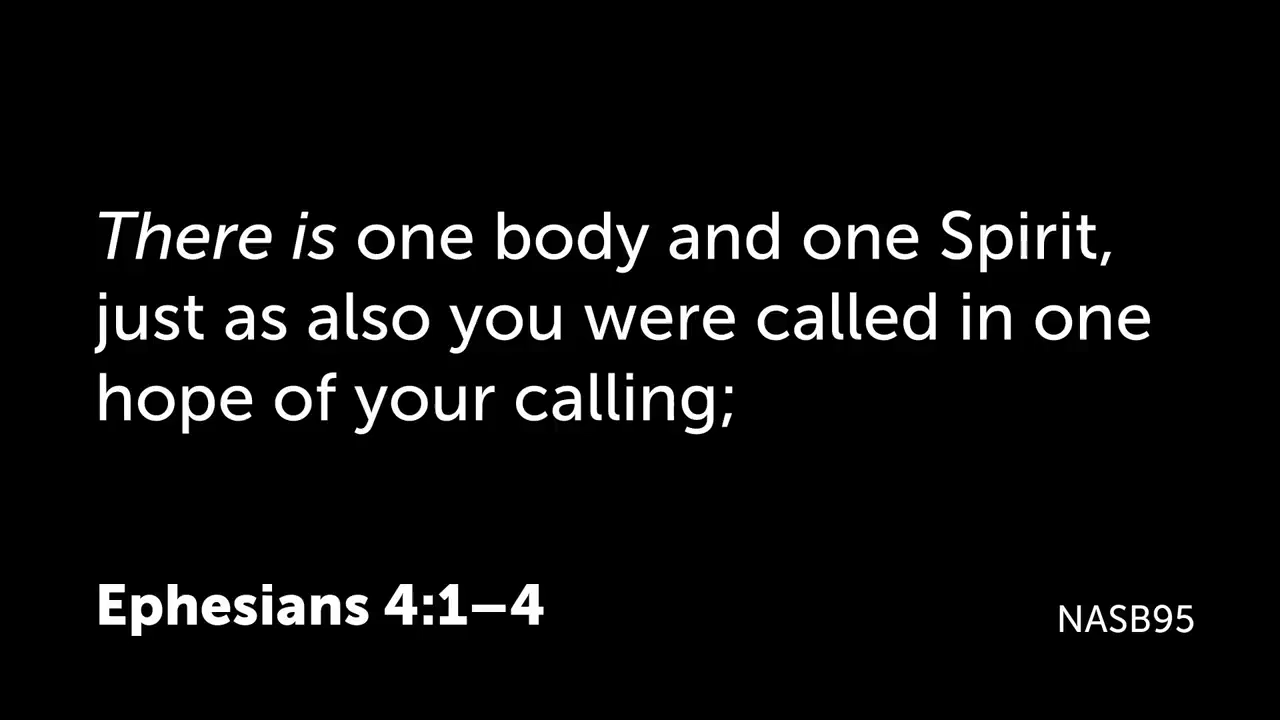 There is one body and one Spirit,
just as also you were called in one
hope of your calling;
Ephesians 4:1–4
NASB95